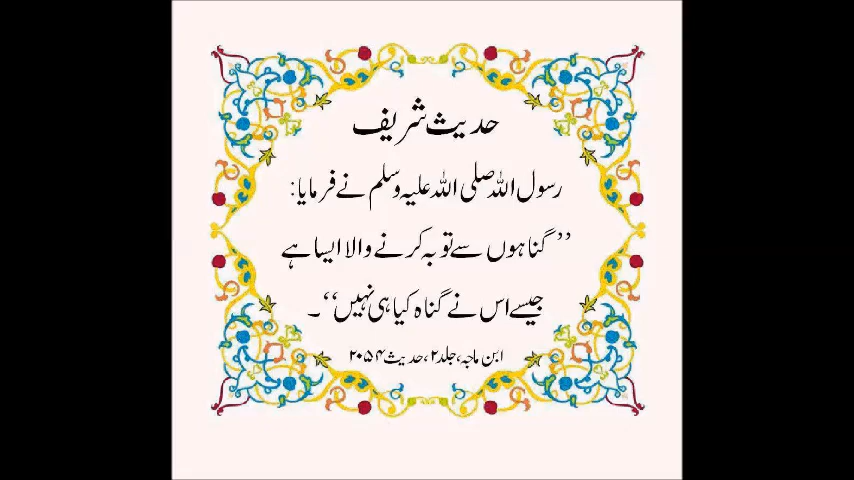 حدیث شریف
رسول اللہ صلی اللہ علیہ وسلم نے فرمایا:
’’گناہوں سے توبہ کرنے والا ایسا ہے
جیسے اس نے گناہ کیا ہی نہیں‘‘۔
ابن ماجہ، جلد ۲، حدیث ۲۰۵۴